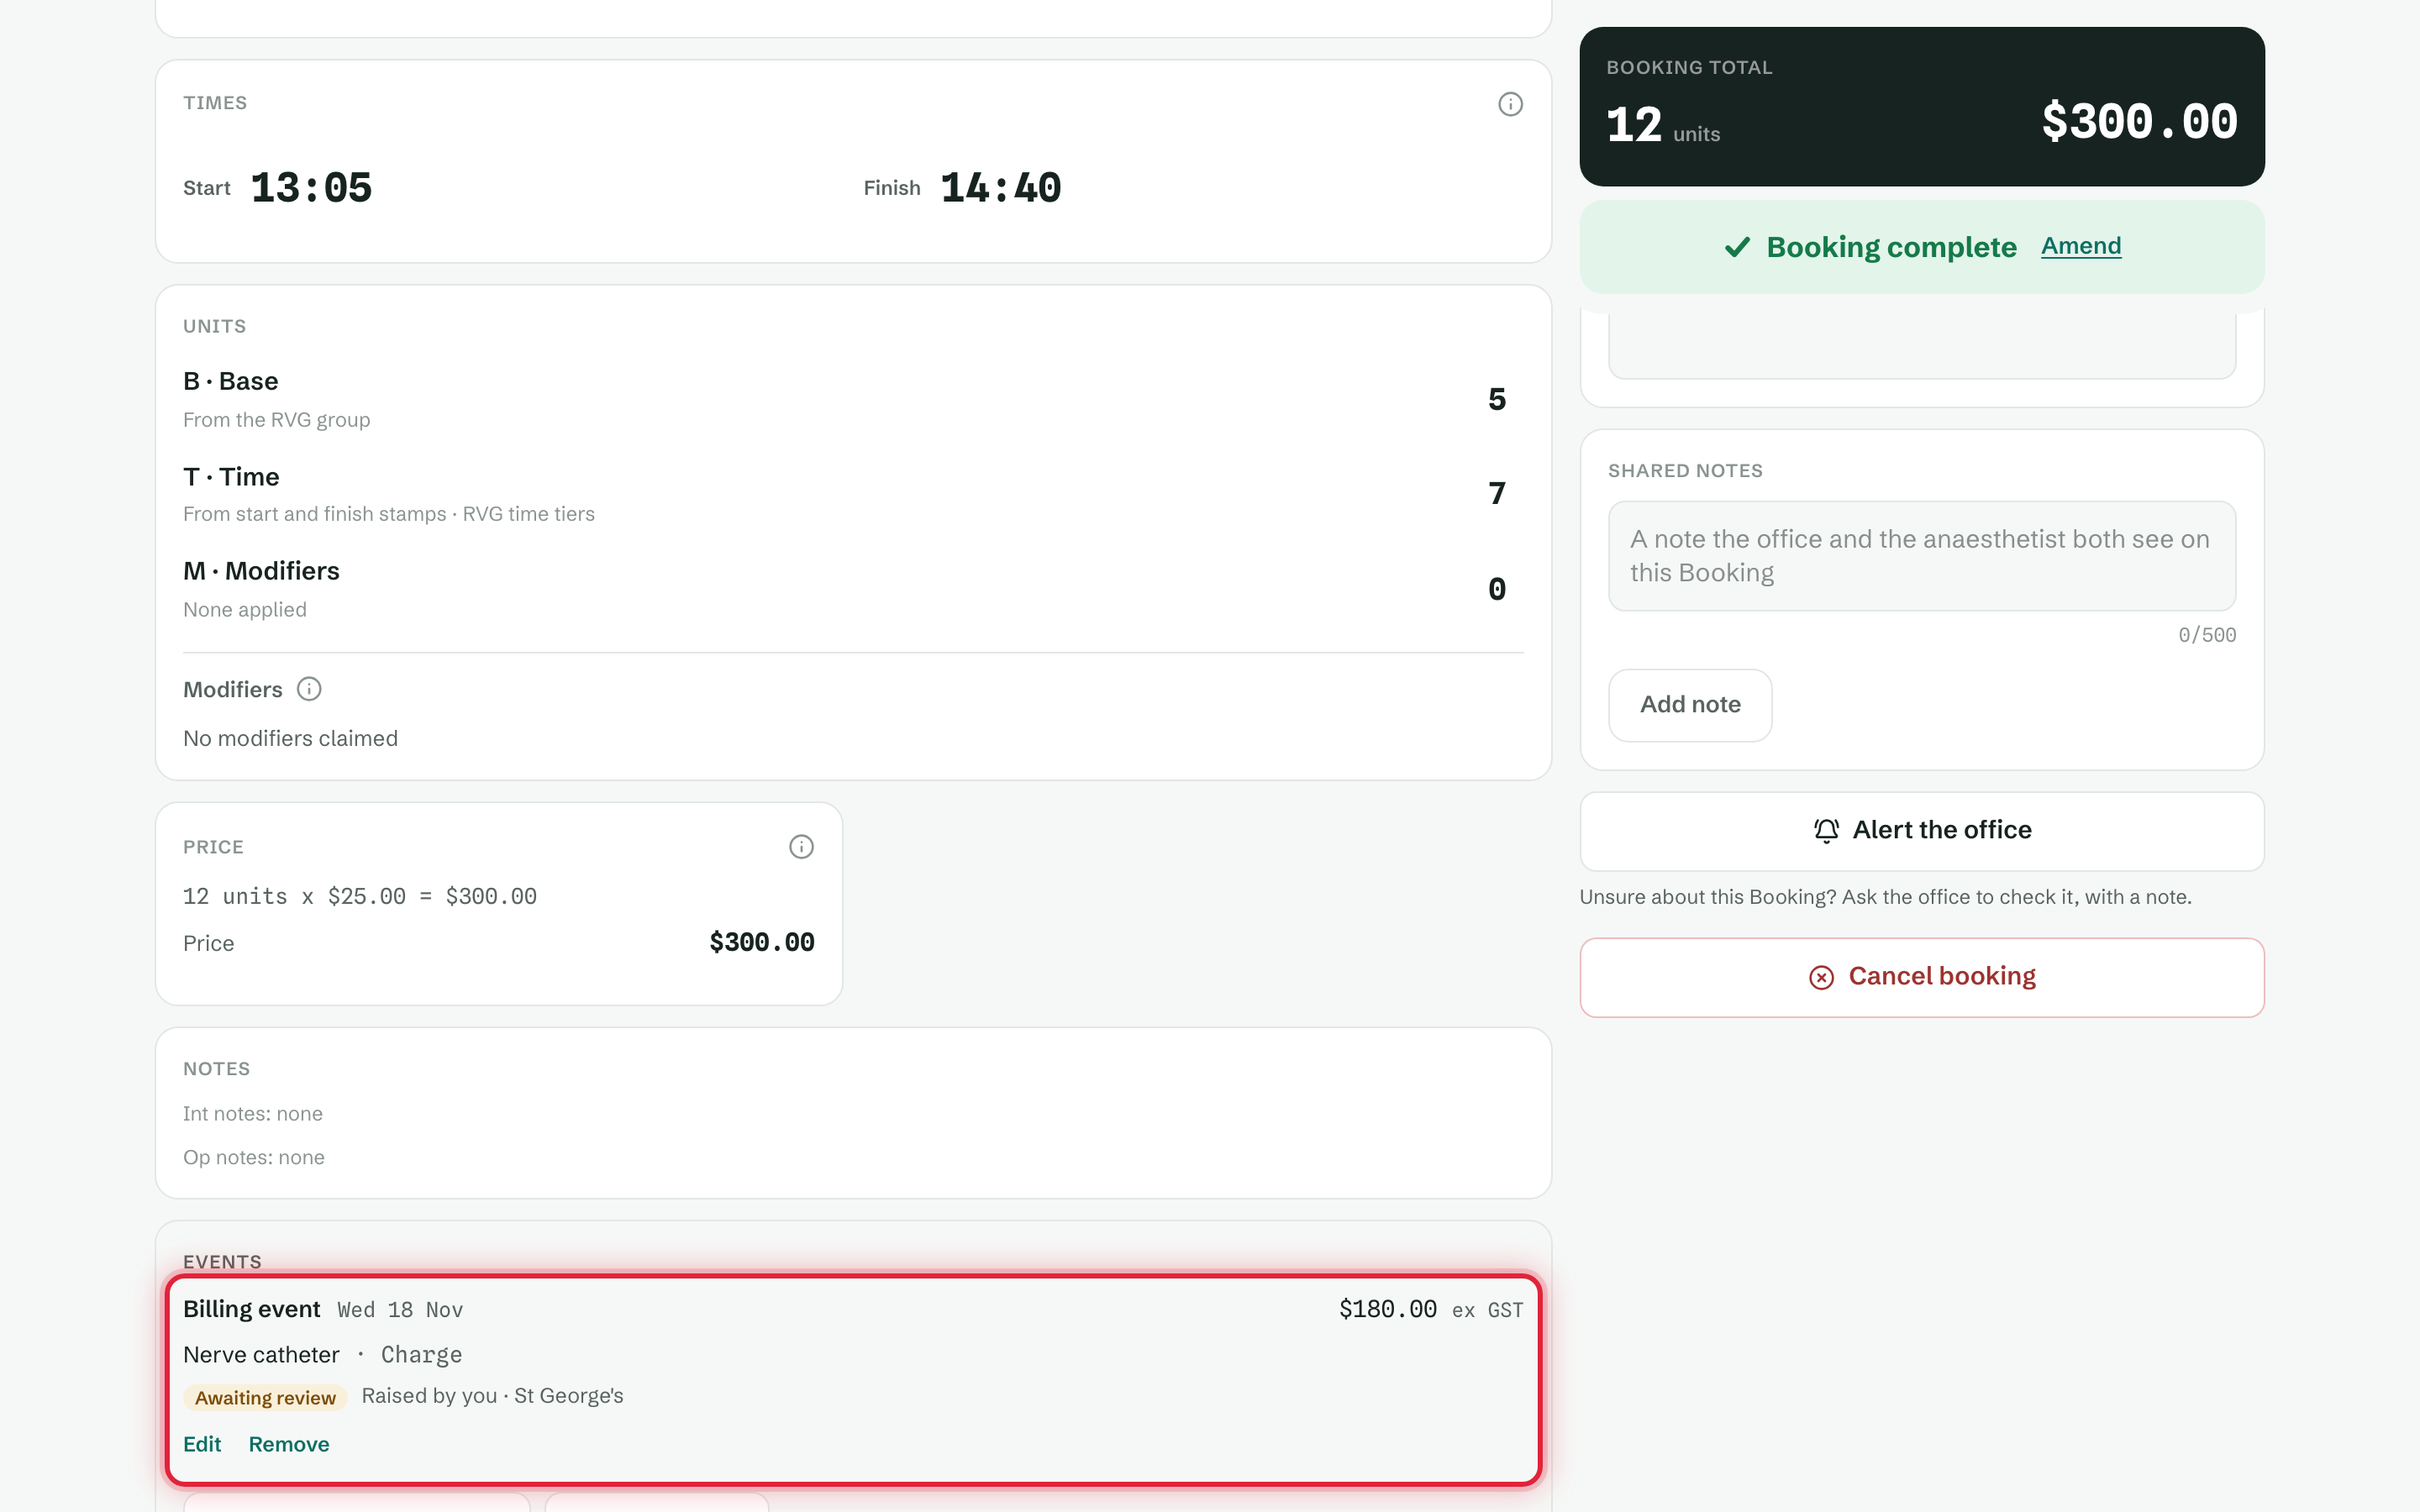 TIMES
Start 13:05 Finish 14:40
UNITS
B · Base
From the RVG group
5
T · Time
From start and finish stamps · RVG time tiers
7
M · Modifiers
None applied
0
Modifiers
No modifiers claimed
PRICE
12 units x $25.00 = $300.00
Price $300.00
NOTES
Int notes: none
Op notes: none
EVENTS
Billing event Wed 18 Nov $180.00 ex GST
Nerve catheter · Charge
Awaiting review Raised by you · St George's
Edit Remove
BOOKING TOTAL
12 units $300.00
Booking complete Amend
SHARED NOTES
A note the office and the anaesthetist both see on
this Booking
0/500
Add note
Alert the office
Unsure about this Booking? Ask the office to check it, with a note.
Cancel booking